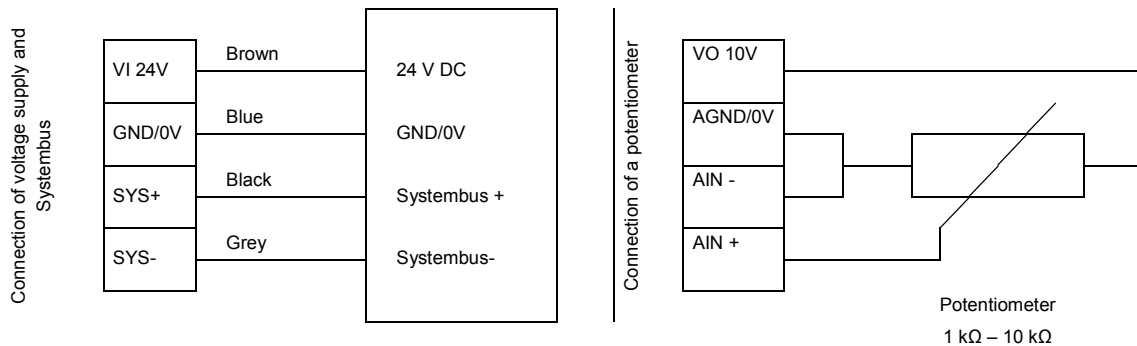 Connection of voltage supply and
Systembus
VI 24V
GND/0V
SYS+
SYS-
Brown
Blue
Black
Grey
24 V DC
GND/0V
Systembus +
Systembus-
Connection of a potentiometer
VO 10V
AGND/0V
AIN -
AIN +
Potentiometer
1 kΩ – 10 kΩ